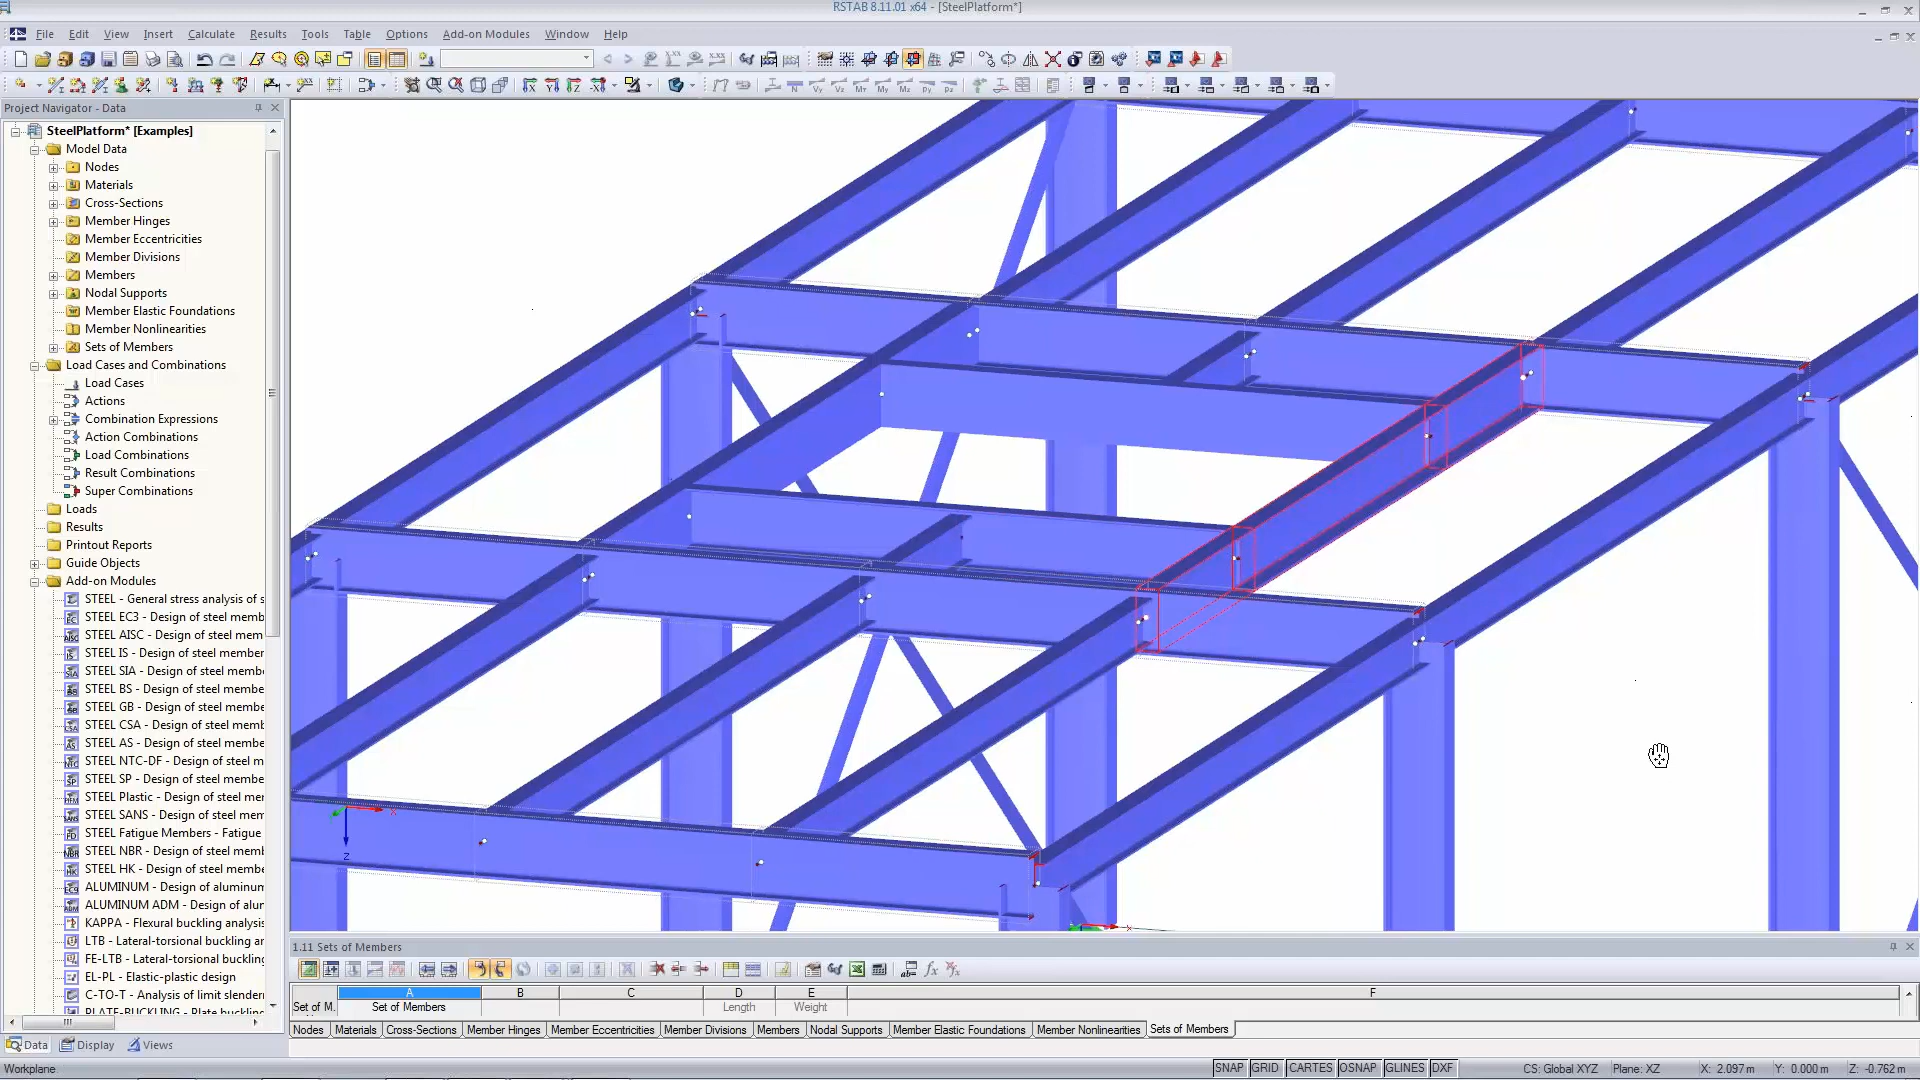 RSTAB 8.11.01 x64 - [SteelPlatform*]
File Edit View Insert Calculate Results Tools Table Options Add-on Modules Window Help
Project Navigator - Data
SteelPlatform* [Examples]
Model Data
Nodes
Materials
Cross-Sections
Member Hinges
Member Eccentricities
Member Divisions
Members
Nodal Supports
Member Elastic Foundations
Member Nonlinearities
Sets of Members
Load Cases and Combinations
Load Cases
Actions
Combination Expressions
Action Combinations
Load Combinations
Result Combinations
Super Combinations
Loads
Results
Printout Reports
Guide Objects
Add-on Modules
STEEL - General stress analysis of s
STEEL EC3 - Design of steel mem
STEEL AISC - Design of steel mem
STEEL IS - Design of steel member
STEEL SIA - Design of steel memb
STEEL BS - Design of steel membe
STEEL GB - Design of steel membe
STEEL CSA - Design of steel memb
STEEL AS - Design of steel membe
STEEL NTC-DF - Design of steel me
STEEL SP - Design of steel membe
STEEL Plastic - Design of steel mer
STEEL SANS - Design of steel mem
STEEL Fatigue Members - Fatigue
STEEL NBR - Design of steel memb
STEEL HK - Design of steel membe
ALUMINUM - Design of aluminum
ALUMINUM ADM - Design of alur
KAPPA - Flexural buckling analysis
LTB - Lateral-torsional buckling ar
FE-LTB - Lateral-torsional buckling
EL-PL - Elastic-plastic design
C-TO-T - Analysis of limit slender
PLATE-BUCKLING - Plate buckling
Data Display Views
x
Z
x
1.11 Sets of Members
A B C D E F
Set of M. Set of Members Length Weight
Nodes Materials Cross-Sections Member Hinges Member Eccentricities Member Divisions Members Nodal Supports Member Elastic Foundations Member Nonlinearities Sets of Members
Workplane SNAP GRID CARTES OSNAP GLINES DXF CS: Global XYZ Plane: XZ X: 2.097 m Y: 0.000 m Z: -0.762 m